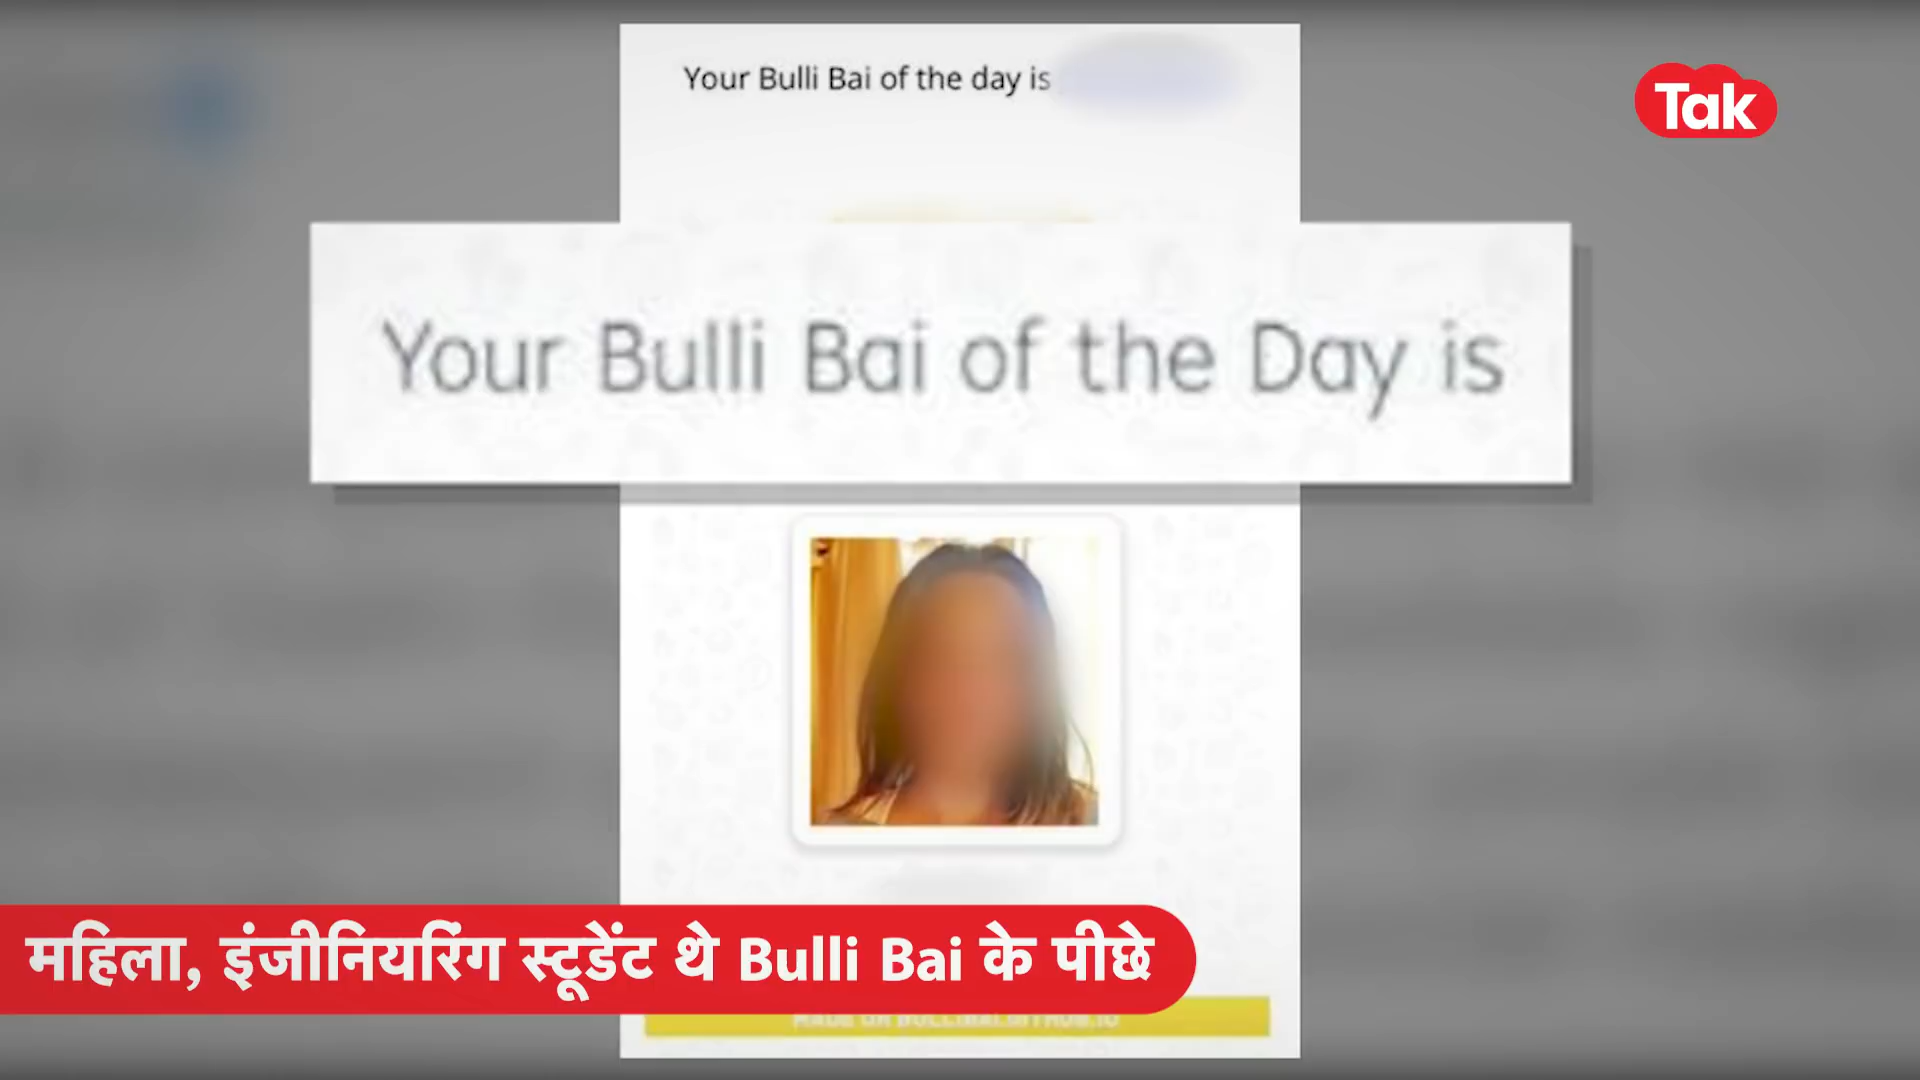 Your Bulli Bai of the day is
Tak
Your Bulli Bai of the Day is
महिला, इंजीनियरिंग स्टूडेंट थे Bulli Bai के पीछे